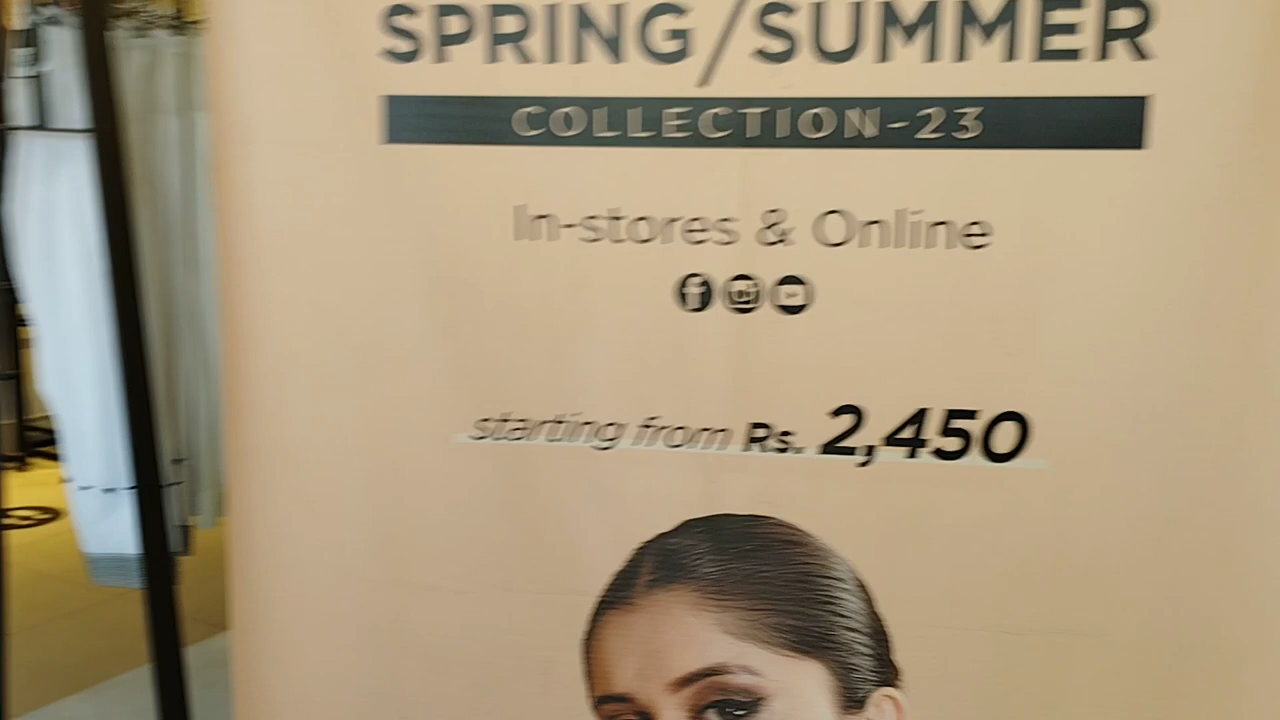 SPRING/SUMMER
COLLECTION-23
In-stores & Online
starting from Rs. 2,450